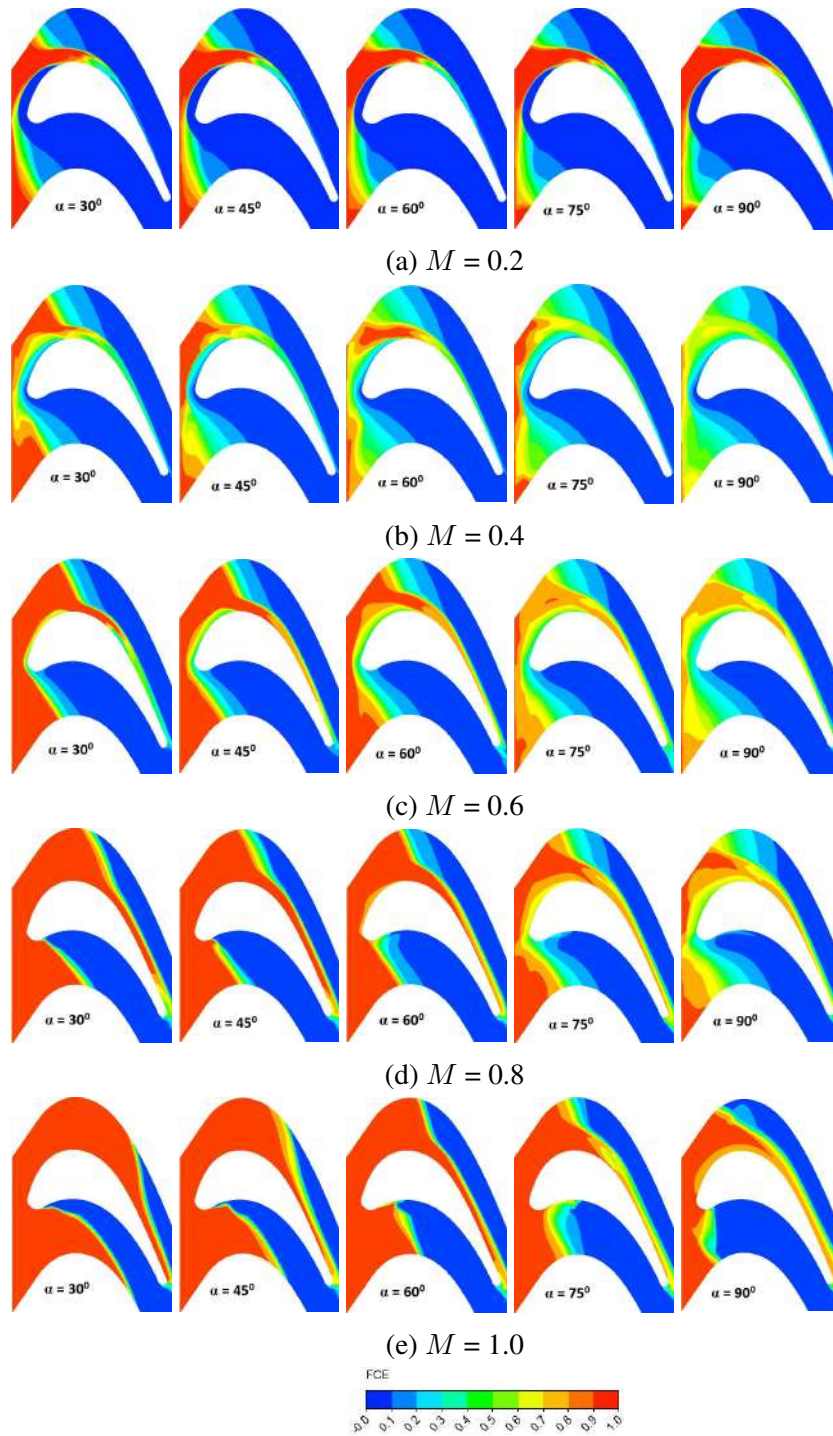 α = 30⁰ α = 45⁰ α = 60⁰ α = 75⁰ α = 90⁰
(a) M = 0.2
α = 30⁰ α = 45⁰ α = 60⁰ α = 75⁰ α = 90⁰
(b) M = 0.4
α = 30⁰ α = 45⁰ α = 60⁰ α = 75⁰ α = 90⁰
(c) M = 0.6
α = 30⁰ α = 45⁰ α = 60⁰ α = 75⁰ α = 90⁰
(d) M = 0.8
α = 30⁰ α = 45⁰ α = 60⁰ α = 75⁰ α = 90⁰
(e) M = 1.0
FCE
-0.0 0.1 0.2 0.3 0.4 0.5 0.6 0.7 0.8 0.9 1.0